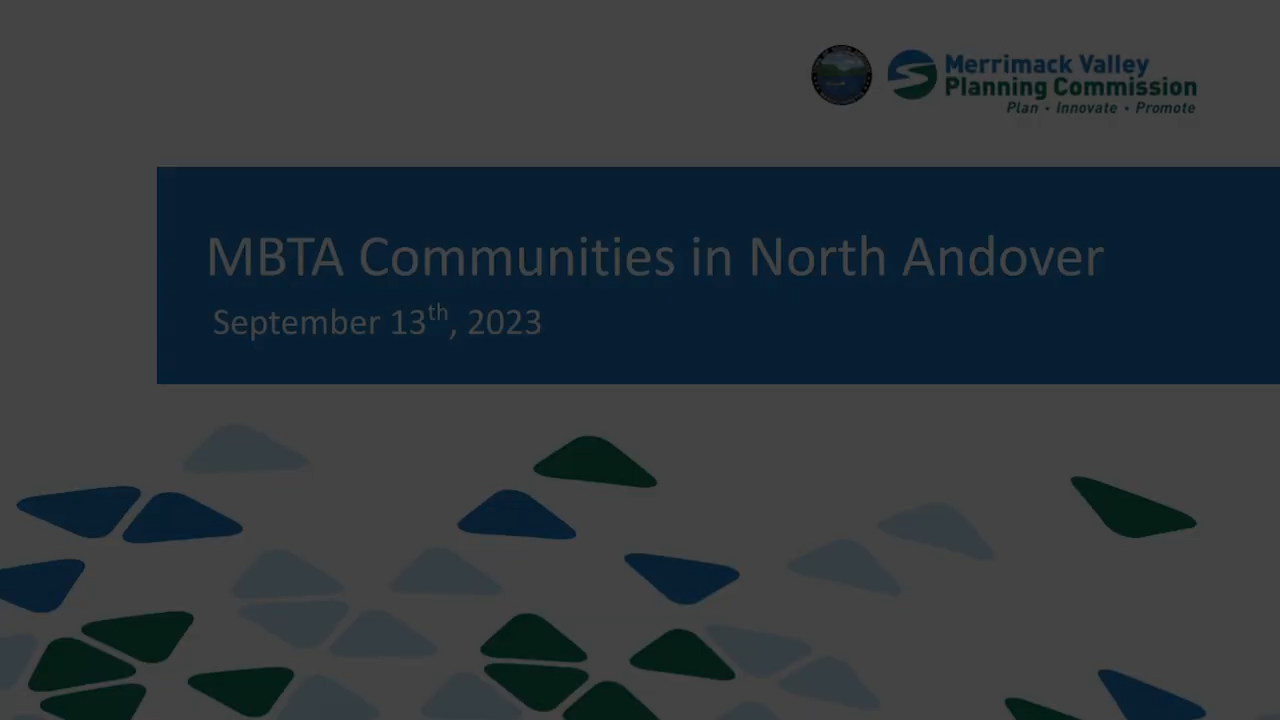 Merrimack Valley
Planning Commission
Plan • Innovate • Promote
MBTA Communities in North Andover
September 13th, 2023